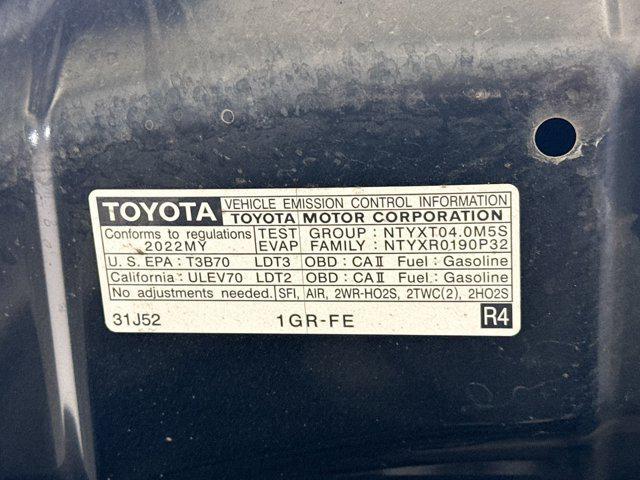 TOYOTA VEHICLE EMISSION CONTROL INFORMATION
TOYOTA MOTOR CORPORATION
Conforms to regulations TEST GROUP : NTYXT04.0M5S
2022MY EVAP FAMILY : NTYXR0190P32
U. S. EPA : T3B70 LDT3 OBD : CAⅡ Fuel : Gasoline
California : ULEV70 LDT2 OBD : CAⅡ Fuel : Gasoline
No adjustments needed. SFI, AIR, 2WR-HO2S, 2TWC(2), 2HO2S
31J52 1GR-FE R4